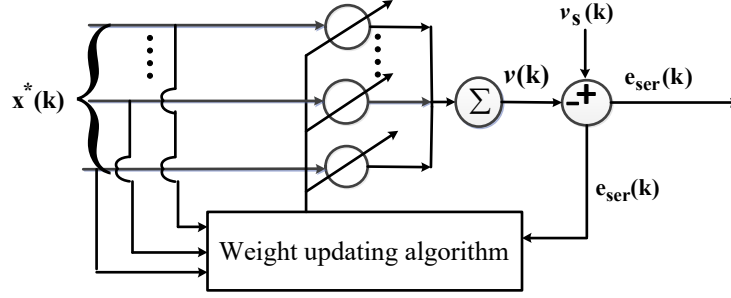 vₛ(k)
x*(k)
Σ
v(k)
-
+
eₛₑᵣ(k)
eₛₑᵣ(k)
Weight updating algorithm